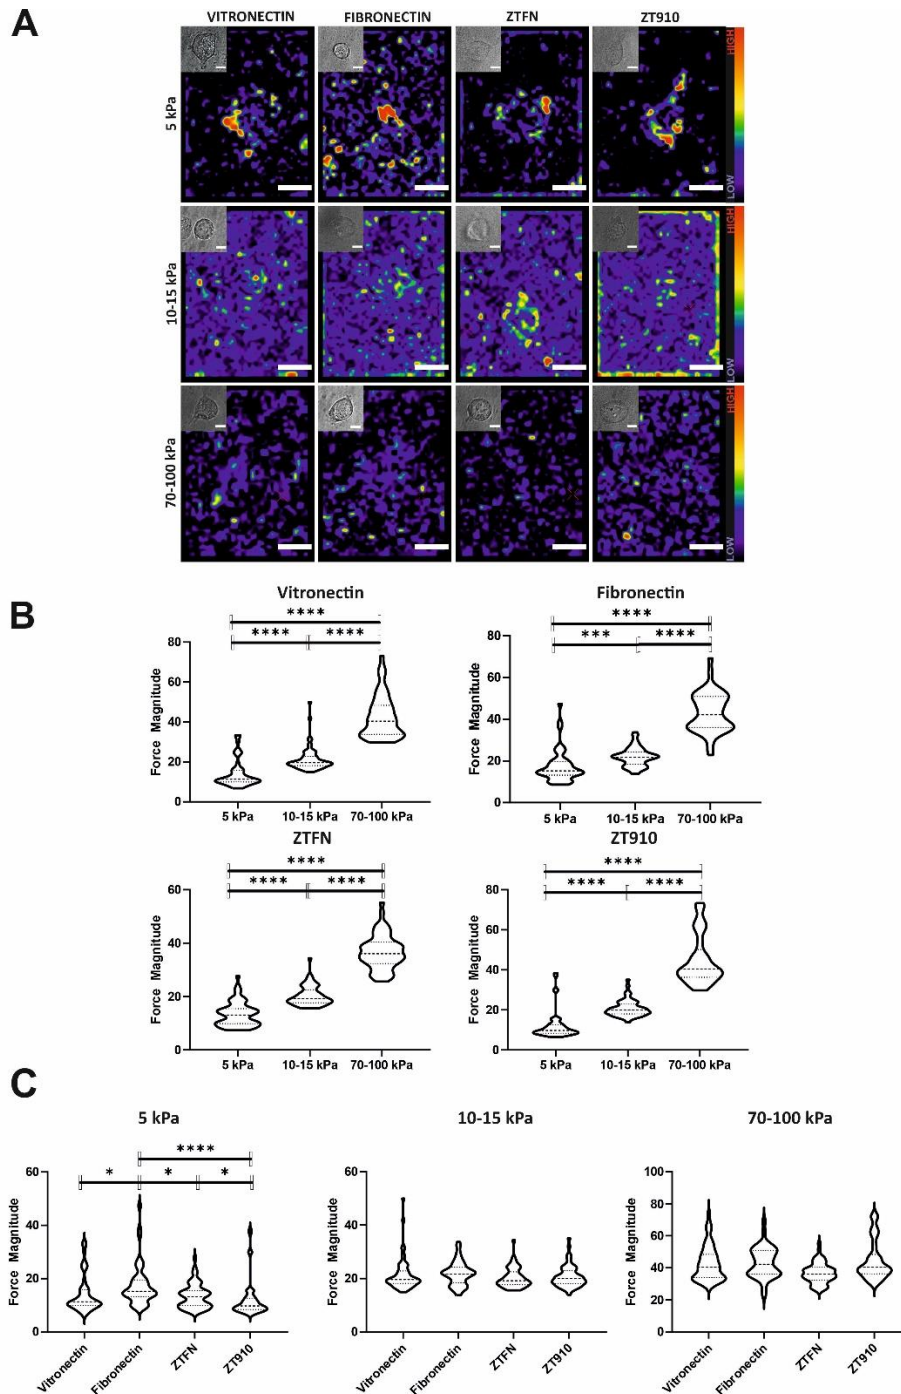 A
VITRONECTIN FIBRONECTIN ZTFN ZT910
5 kPa
HIGH
LOW
10-15 kPa
HIGH
LOW
70-100 kPa
HIGH
LOW
B
Vitronectin
****
**** ****
Force Magnitude
80
60
40
20
0
5 kPa 10-15 kPa 70-100 kPa
Fibronectin
****
*** ****
Force Magnitude
80
60
40
20
0
5 kPa 10-15 kPa 70-100 kPa
ZTFN
****
**** ****
Force Magnitude
60
40
20
0
5 kPa 10-15 kPa 70-100 kPa
ZT910
****
**** ****
Force Magnitude
80
60
40
20
0
5 kPa 10-15 kPa 70-100 kPa
C
5 kPa
****
* * *
Force Magnitude
60
40
20
0
Vitronectin Fibronectin ZTFN ZT910
10-15 kPa
Force Magnitude
60
40
20
0
Vitronectin Fibronectin ZTFN ZT910
70-100 kPa
Force Magnitude
100
80
60
40
20
0
Vitronectin Fibronectin ZTFN ZT910